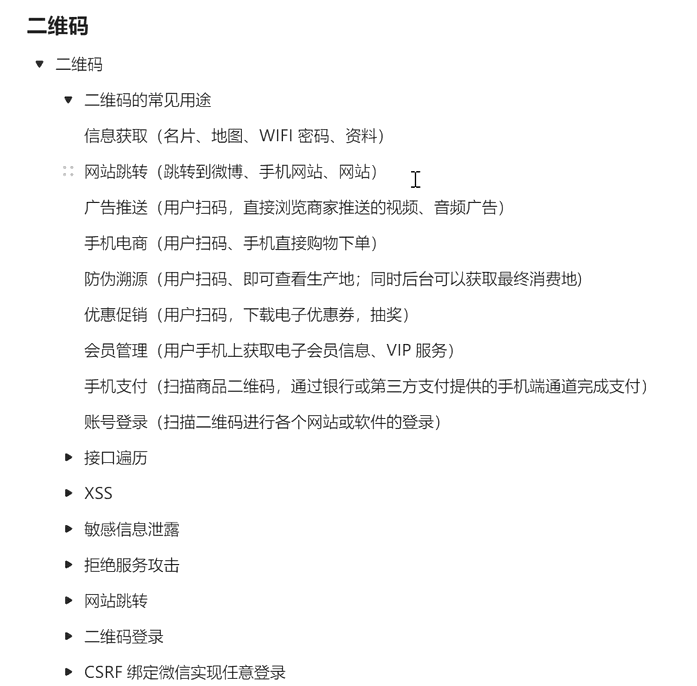 二维码
二维码
二维码的常见用途
信息获取（名片、地图、WIFI 密码、资料）
网站跳转（跳转到微博、手机网站、网站）
广告推送（用户扫码，直接浏览商家推送的视频、音频广告）
手机电商（用户扫码、手机直接购物下单）
防伪溯源（用户扫码、即可查看生产地；同时后台可以获取最终消费地)
优惠促销（用户扫码，下载电子优惠券，抽奖）
会员管理（用户手机上获取电子会员信息、VIP 服务）
手机支付（扫描商品二维码，通过银行或第三方支付提供的手机端通道完成支付）
账号登录（扫描二维码进行各个网站或软件的登录）
接口遍历
XSS
敏感信息泄露
拒绝服务攻击
网站跳转
二维码登录
CSRF 绑定微信实现任意登录